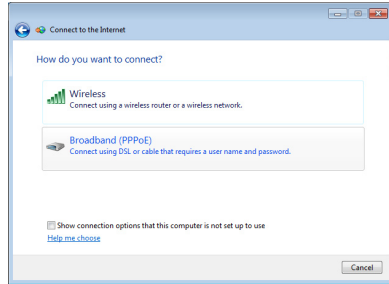 Connect to the Internet
How do you want to connect?
Wireless
Connect using a wireless router or a wireless network.
Broadband (PPPoE)
Connect using DSL or cable that requires a user name and password.
Show connection options that this computer is not set up to use
Help me choose
Cancel